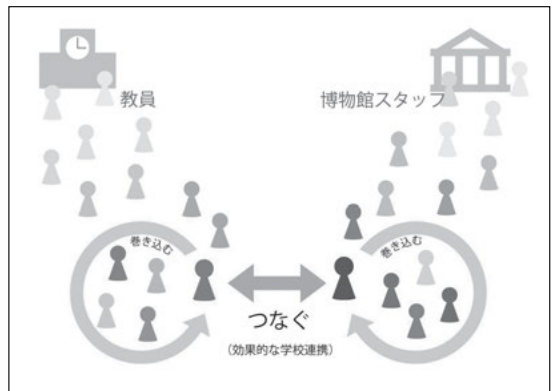 教員
博物館スタッフ
巻き込む
巻き込む
つなぐ
(効果的な学校連携)